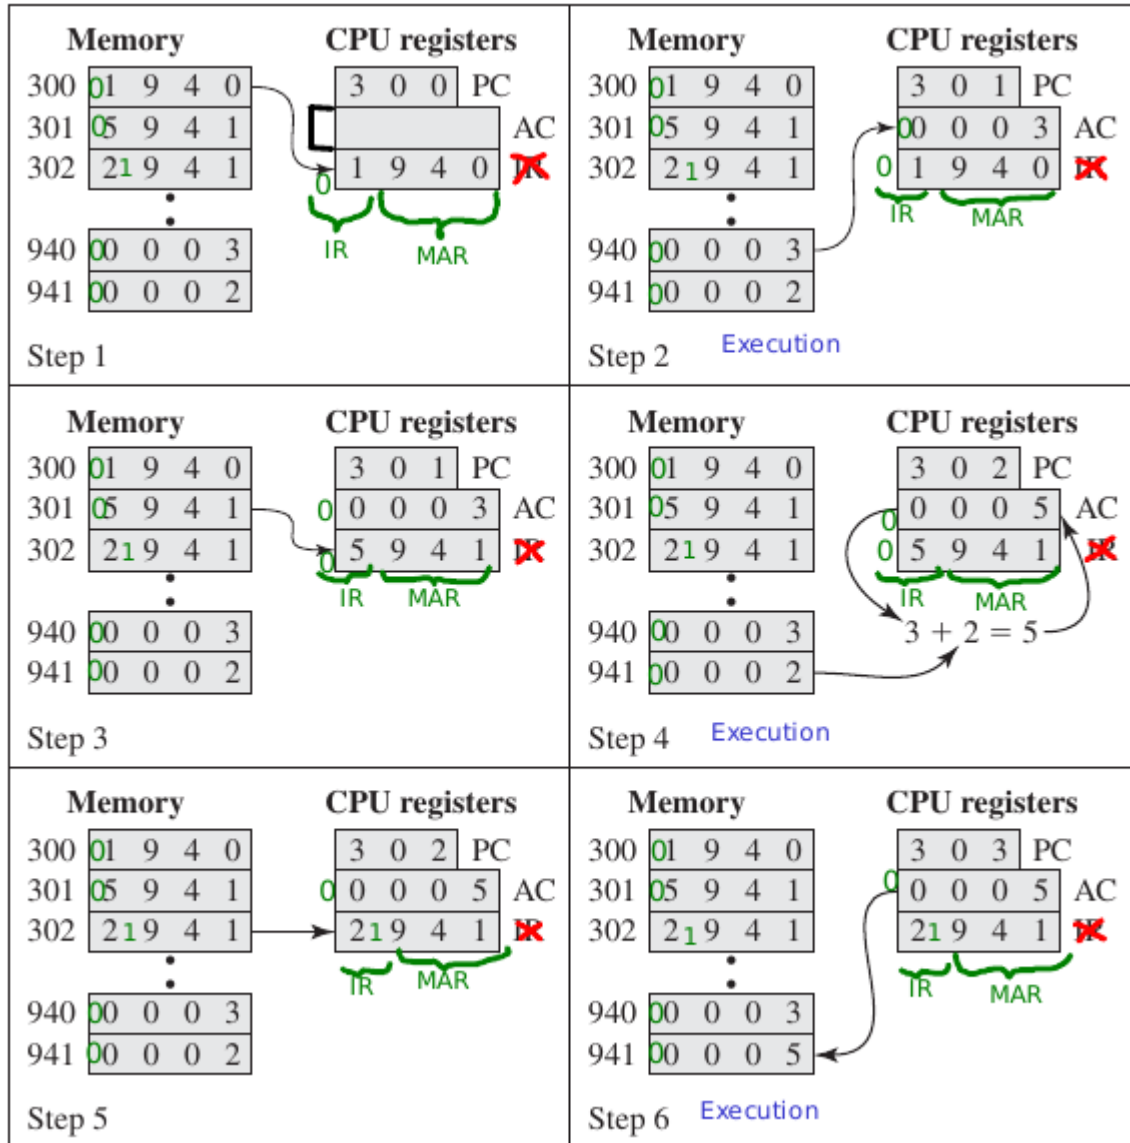 Memory CPU registers
300 01 9 4 0 3 0 0 PC
301 05 9 4 1 AC
302 2 1 9 4 1 0 1 9 4 0
IR MAR
940 00 0 0 3
941 00 0 0 2
Step 1
Memory CPU registers
300 01 9 4 0 3 0 1 PC
301 05 9 4 1 00 0 0 3 AC
302 2 1 9 4 1 0 1 9 4 0
IR MAR
940 00 0 0 3
941 00 0 0 2
Step 2 Execution
Memory CPU registers
300 01 9 4 0 3 0 1 PC
301 05 9 4 1 0 0 0 0 3 AC
302 2 1 9 4 1 0 5 9 4 1
IR MAR
940 00 0 0 3
941 00 0 0 2
Step 3
Memory CPU registers
300 01 9 4 0 3 0 2 PC
301 05 9 4 1 0 0 0 0 5 AC
302 2 1 9 4 1 0 5 9 4 1
IR MAR
940 00 0 0 3 3 + 2 = 5
941 00 0 0 2
Step 4 Execution
Memory CPU registers
300 01 9 4 0 3 0 2 PC
301 05 9 4 1 0 0 0 0 5 AC
302 2 1 9 4 1 2 1 9 4 1
IR MAR
940 00 0 0 3
941 00 0 0 2
Step 5
Memory CPU registers
300 01 9 4 0 3 0 3 PC
301 05 9 4 1 0 0 0 0 5 AC
302 2 1 9 4 1 2 1 9 4 1
IR MAR
940 00 0 0 3
941 00 0 0 5
Step 6 Execution